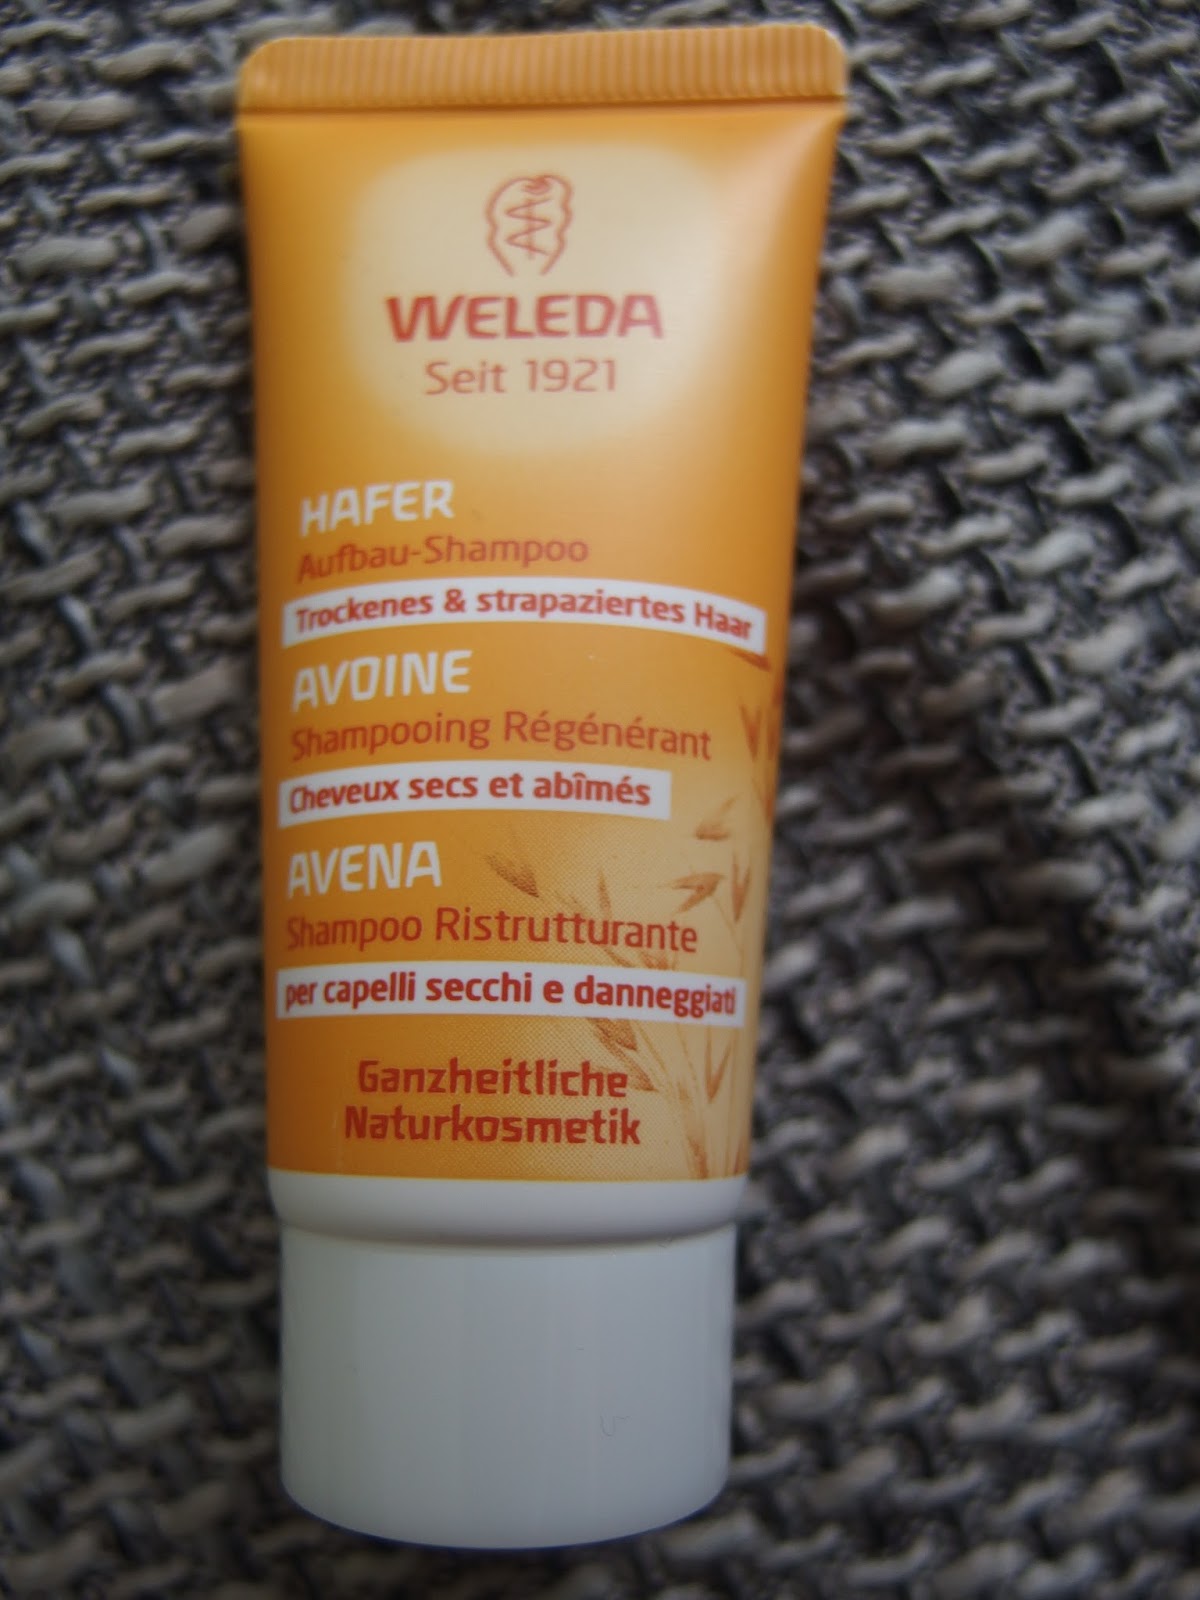 WELEDA
Seit 1921
HAFER
Aufbau-Shampoo
Trockenes & strapaziertes Haar
AVOINE
Shampooing Régénérant
Cheveux secs et abîmés
AVENA
Shampoo Ristrutturante
per capelli secchi e danneggiati
Ganzheitliche
Naturkosmetik